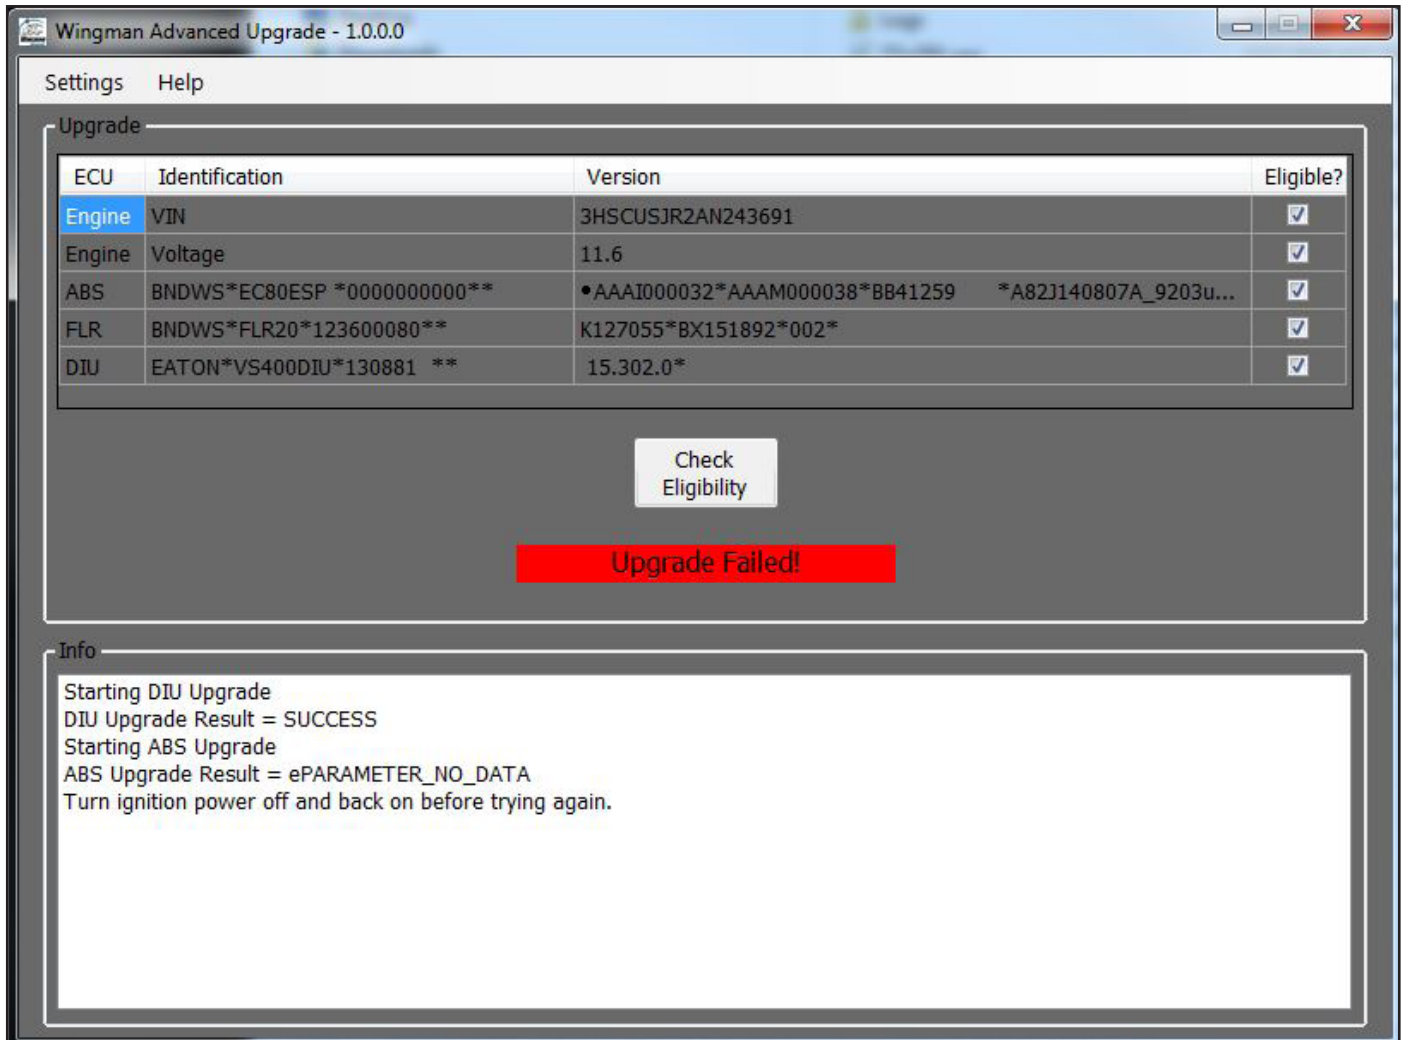 Wingman Advanced Upgrade - 1.0.0.0
Settings Help
Upgrade
ECU Identification Version Eligible?
Engine VIN 3HSCUSJR2AN243691
Engine Voltage 11.6
ABS BNDWS*EC80ESP *0000000000** •AAAI000032*AAAM000038*BB41259 *A82J140807A_9203u...
FLR BNDWS*FLR20*123600080** K127055*BX151892*002*
DIU EATON*VS400DIU*130881 ** 15.302.0*
Check
Eligibility
Upgrade Failed!
Info
Starting DIU Upgrade
DIU Upgrade Result = SUCCESS
Starting ABS Upgrade
ABS Upgrade Result = ePARAMETER_NO_DATA
Turn ignition power off and back on before trying again.